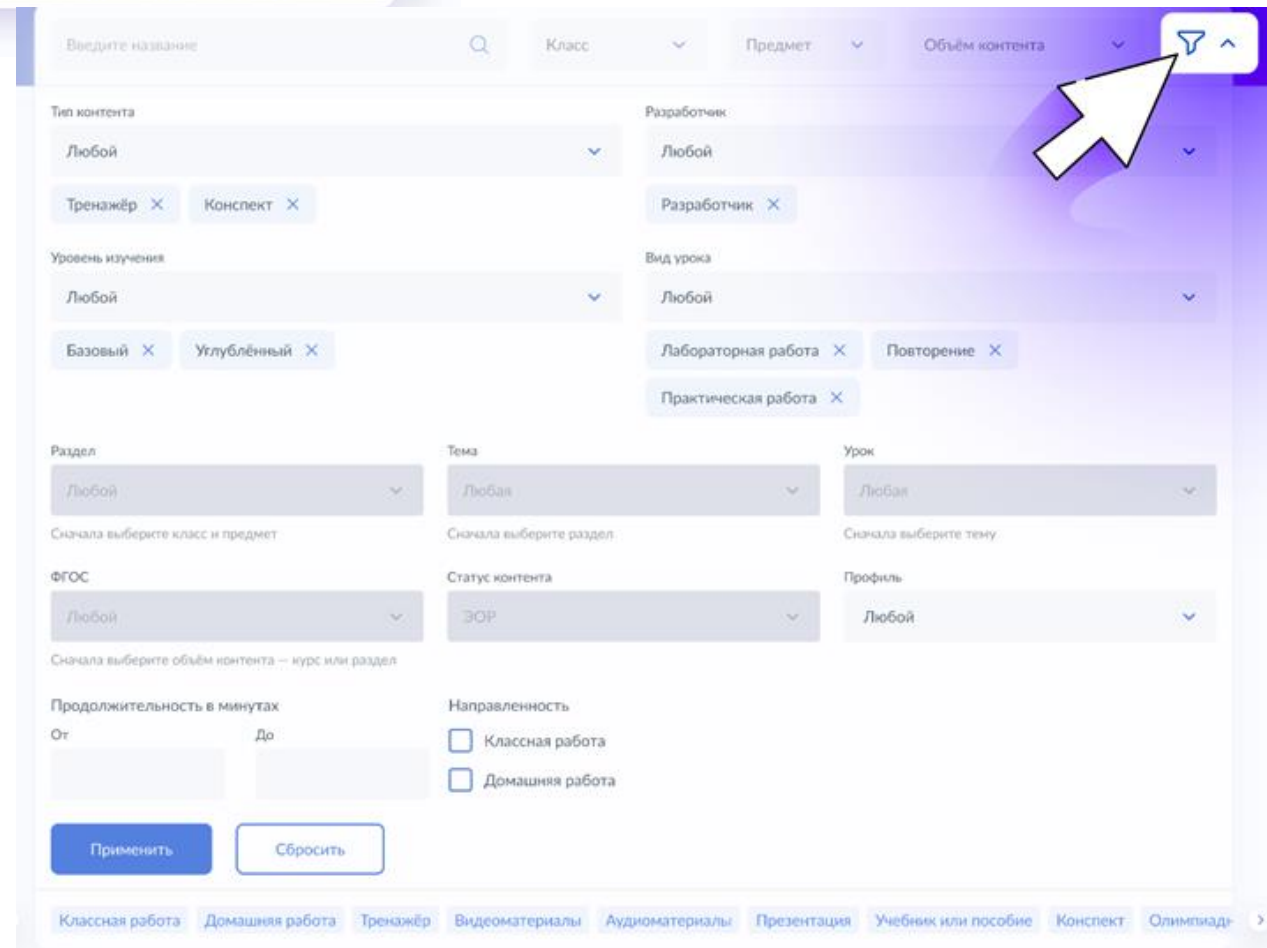 Введите название Класс Предмет Объём контента
Тип контента Разработчик
Любой Любой
Тренажёр Конспект Разработчик
Уровень изучения Вид урока
Любой Любой
Базовый Углублённый Лабораторная работа Повторение
Практическая работа
Раздел Тема Урок
Любой Любая Любая
Сначала выберите класс и предмет Сначала выберите раздел Сначала выберите тему
ФГОС Статус контента Профиль
Любой ЭОР Любой
Сначала выберите объём контента — курс или раздел
Продолжительность в минутах Направленность
От До Классная работа
Домашняя работа
Применить Сбросить
Классная работа Домашняя работа Тренажёр Видеоматериалы Аудиоматериалы Презентация Учебник или пособие Конспект Олимпиадн